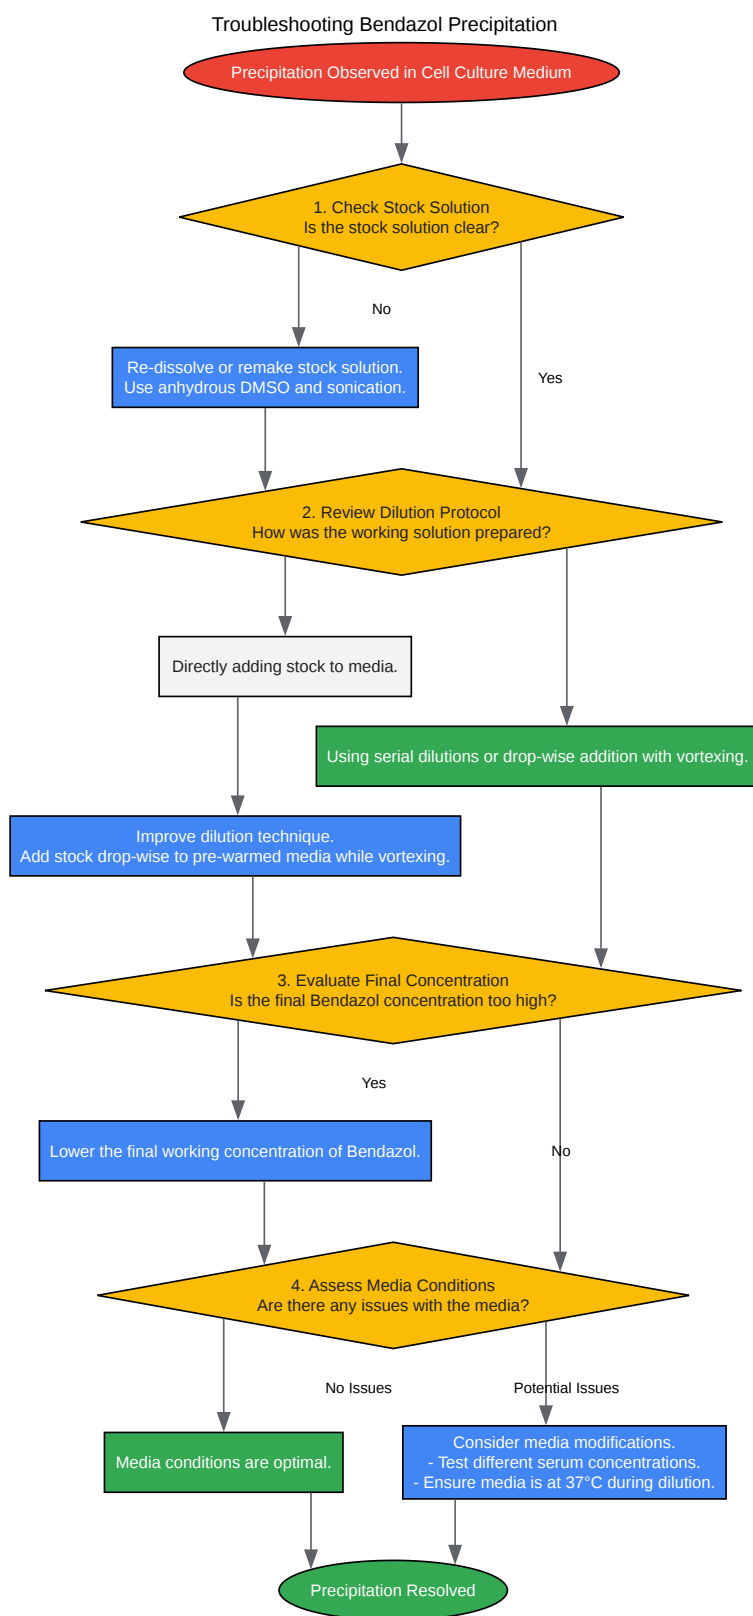 Troubleshooting Bendazol Precipitation
Precipitation Observed in Cell Culture Medium
1. Check Stock Solution
Is the stock solution clear?
No
Yes
Re-dissolve or remake stock solution.
Use anhydrous DMSO and sonication.
2. Review Dilution Protocol
How was the working solution prepared?
Directly adding stock to media.
Using serial dilutions or drop-wise addition with vortexing.
Improve dilution technique.
Add stock drop-wise to pre-warmed media while vortexing.
3. Evaluate Final Concentration
Is the final Bendazol concentration too high?
Yes
No
Lower the final working concentration of Bendazol.
4. Assess Media Conditions
Are there any issues with the media?
No Issues
Potential Issues
Media conditions are optimal.
Consider media modifications.
- Test different serum concentrations.
- Ensure media is at 37°C during dilution.
Precipitation Resolved